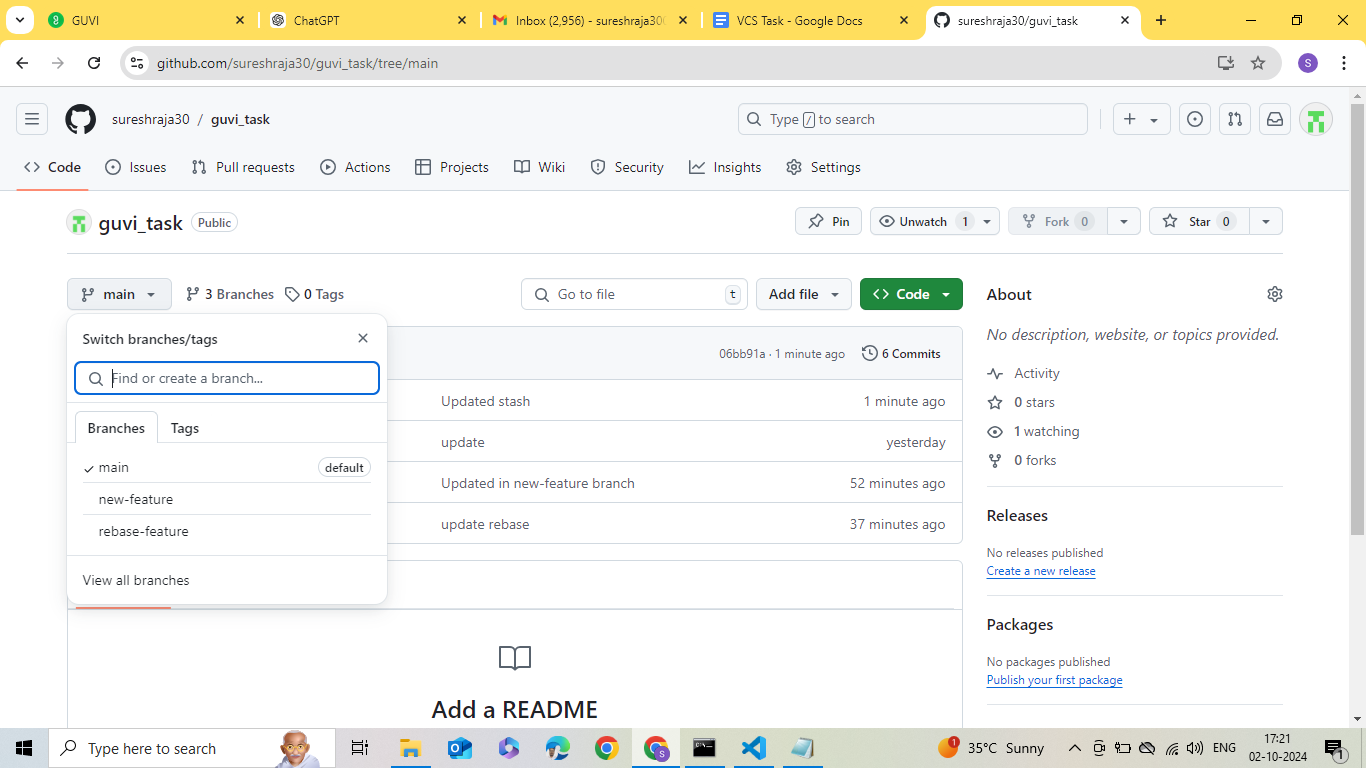 GUVI
ChatGPT
Inbox (2,956) - sureshraja300
VCS Task - Google Docs
sureshraja30/guvi_task
github.com/sureshraja30/guvi_task/tree/main
S
sureshraja30 / guvi_task
Type / to search
Code
Issues
Pull requests
Actions
Projects
Wiki
Security
Insights
Settings
guvi_task
Public
Pin
Unwatch 1
Fork 0
Star 0
main
3 Branches
0 Tags
Go to file
t
Add file
Code
Switch branches/tags
Find or create a branch...
Branches
Tags
main
default
new-feature
rebase-feature
View all branches
06bb91a · 1 minute ago
6 Commits
Updated stash
1 minute ago
update
yesterday
Updated in new-feature branch
52 minutes ago
update rebase
37 minutes ago
Add a README
About
No description, website, or topics provided.
Activity
0 stars
1 watching
0 forks
Releases
No releases published
Create a new release
Packages
No packages published
Publish your first package
Type here to search
S
1
35°C Sunny
ENG
17:21
02-10-2024
1